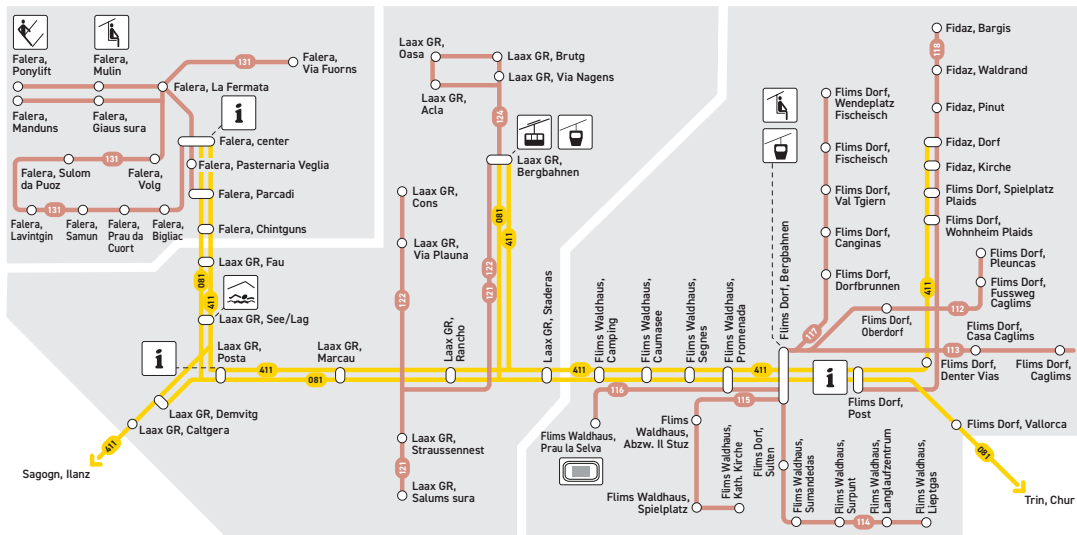 Falera,
Ponylift
Falera,
Mulin
131
Falera,
Via Fuorns
Falera, La Fermata
Falera,
Manduns
Falera,
Giaus sura
i
Falera, center
131
Falera, Sulom
da Puoz
Falera,
Volg
Falera, Pasternaria Veglia
Falera, Parcadi
131
Falera,
Lavintgin
Falera,
Samun
Falera,
Prau da
Cuort
Falera,
Bigliac
Falera, Chintguns
Laax GR, Fau
081
411
Laax GR, See/Lag
Laax GR,
Posta
i
Laax GR,
Marcau
411
081
Laax GR, Demvitg
Laax GR, Caltgera
411
Sagogn, Ilanz
Laax GR,
Oasa
Laax GR, Brutg
Laax GR, Via Nagens
Laax GR,
Acla
124
Laax GR,
Bergbahnen
Laax GR,
Cons
Laax GR,
Via Plauna
081
411
122
121
122
Laax GR,
Rancho
Laax GR, Staderas
Laax GR,
Straussennest
121
Laax GR,
Salums sura
411
Flims Waldhaus,
Camping
Flims Waldhaus,
Caumasee
Flims Waldhaus,
Segnes
Flims Waldhaus,
Promenada
411
116
115
Flims Waldhaus,
Prau la Selva
Flims
Waldhaus,
Abzw. Il Stuz
Flims Waldhaus,
Spielplatz
Flims Waldhaus,
Kath. Kirche
Flims Dorf,
Sulten
Flims Dorf, Bergbahnen
Flims Dorf,
Wendeplatz
Fischeisch
Flims Dorf,
Fischeisch
Flims Dorf,
Val Tgiern
Flims Dorf,
Canginas
Flims Dorf,
Dorfbrunnen
117
Flims Dorf,
Oberdorf
112
Flims Dorf,
Pleuncas
Flims Dorf,
Fussweg
Caglims
Flims Dorf,
Casa Caglims
113
Flims Dorf,
Caglims
Flims Dorf,
Denter Vias
i
Flims Dorf,
Post
Fidaz, Bargis
118
Fidaz, Waldrand
Fidaz, Pinut
Fidaz, Dorf
Fidaz, Kirche
Flims Dorf, Spielplatz
Plaids
Flims Dorf,
Wohnheim Plaids
411
Flims Dorf, Vallorca
081
Trin, Chur
Flims Waldhaus,
Sumandedas
Flims Waldhaus,
Surpunt
Flims Waldhaus,
Langlaufzentrum
Flims Waldhaus,
Lieptgas
114